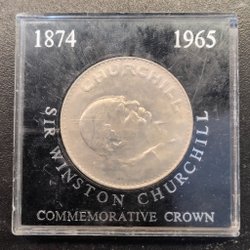 1874 1965
CHURCHILL
SIR WINSTON CHURCHILL
COMMEMORATIVE CROWN